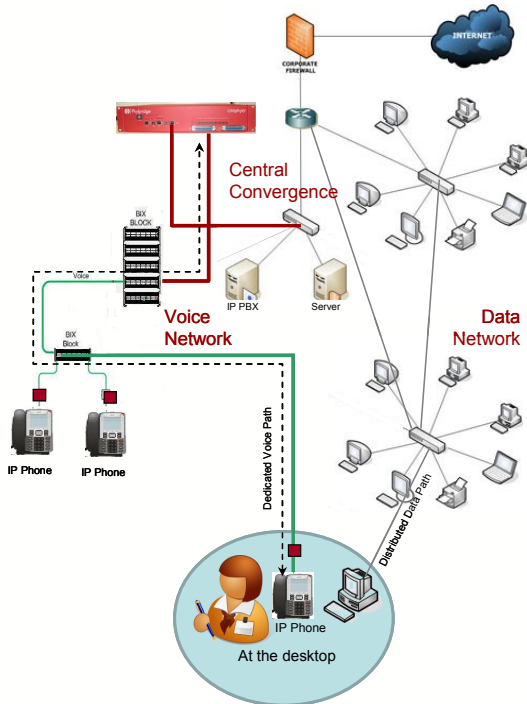 INTERNET
CORPORATE
FIREWALL
Central
Convergence
BIX
BLOCK
Voice
IP PBX
Server
Voice
Network
Data
Network
BIX
Block
IP Phone
IP Phone
Dedicated Voice Path
Distributed Data Path
IP Phone
At the desktop